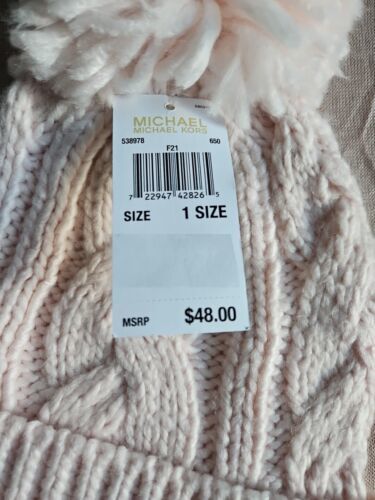 MICHAEL
MICHAEL KORS
538978 650
F21
7 22947 42826 5
SIZE 1 SIZE
MSRP $48.00